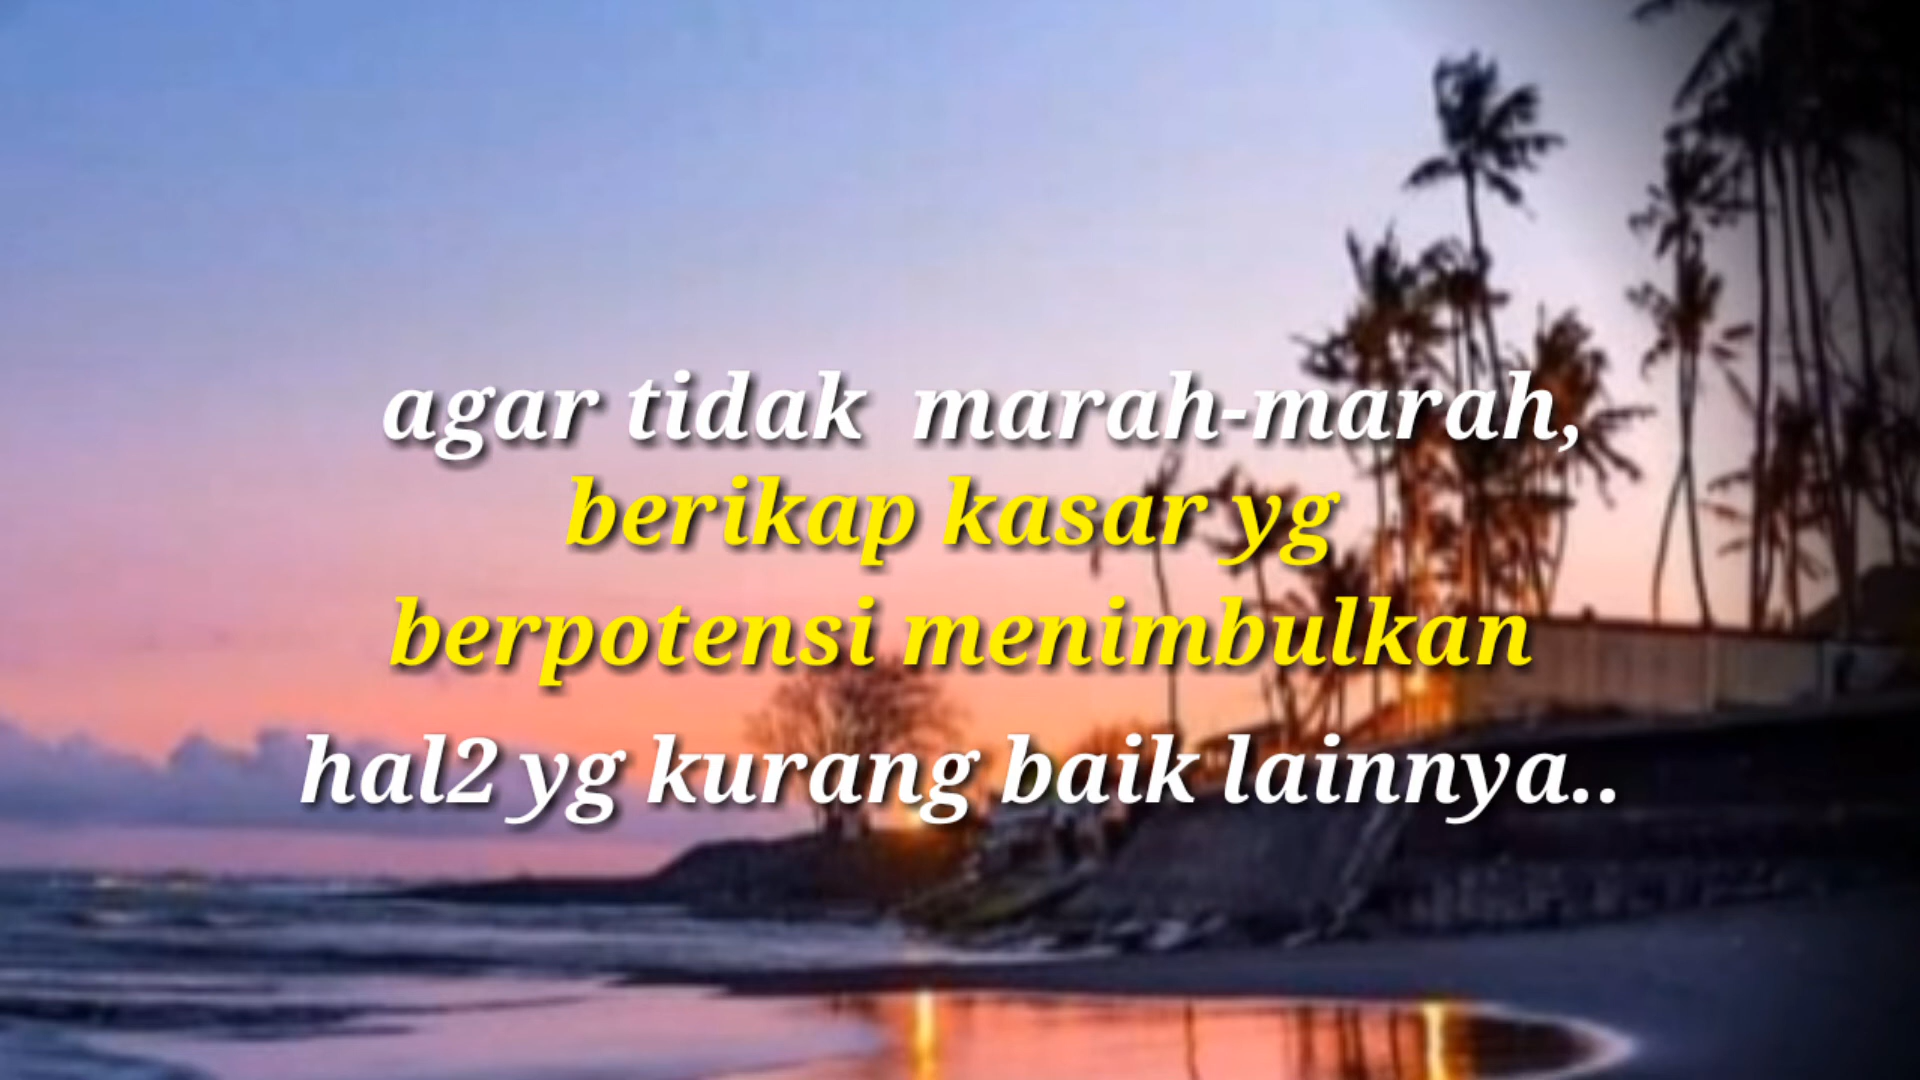 agar tidak  marah-marah,
berikap kasar yg
berpotensi menimbulkan
hal2 yg kurang baik lainnya..